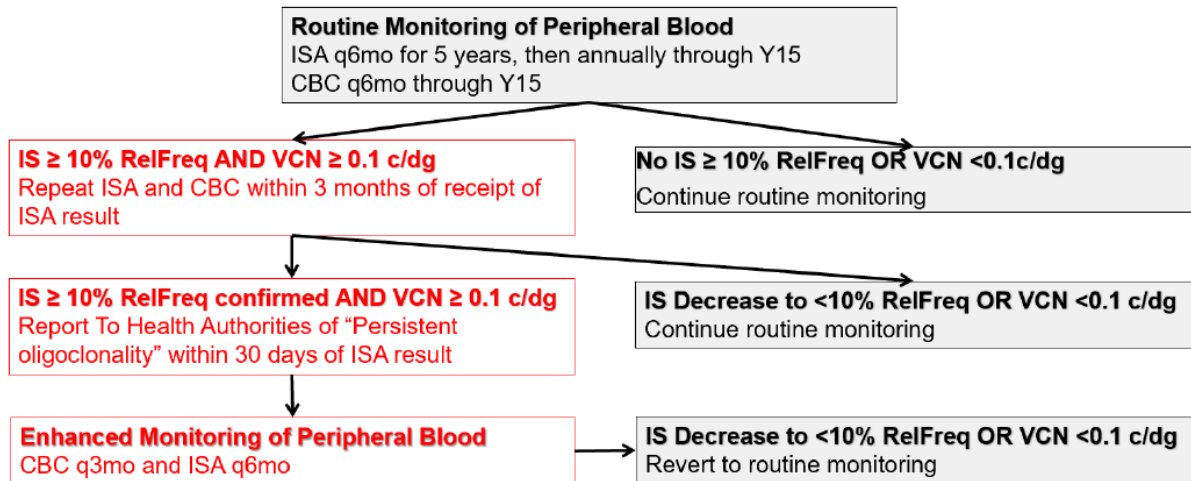 Routine Monitoring of Peripheral Blood
ISA q6mo for 5 years, then annually through Y15
CBC q6mo through Y15
IS ≥ 10% RelFreq AND VCN ≥ 0.1 c/dg
Repeat ISA and CBC within 3 months of receipt of
ISA result
No IS ≥ 10% RelFreq OR VCN <0.1c/dg
Continue routine monitoring
IS ≥ 10% RelFreq confirmed AND VCN ≥ 0.1 c/dg
Report To Health Authorities of “Persistent
oligoclonality” within 30 days of ISA result
IS Decrease to <10% RelFreq OR VCN <0.1 c/dg
Continue routine monitoring
Enhanced Monitoring of Peripheral Blood
CBC q3mo and ISA q6mo
IS Decrease to <10% RelFreq OR VCN <0.1 c/dg
Revert to routine monitoring